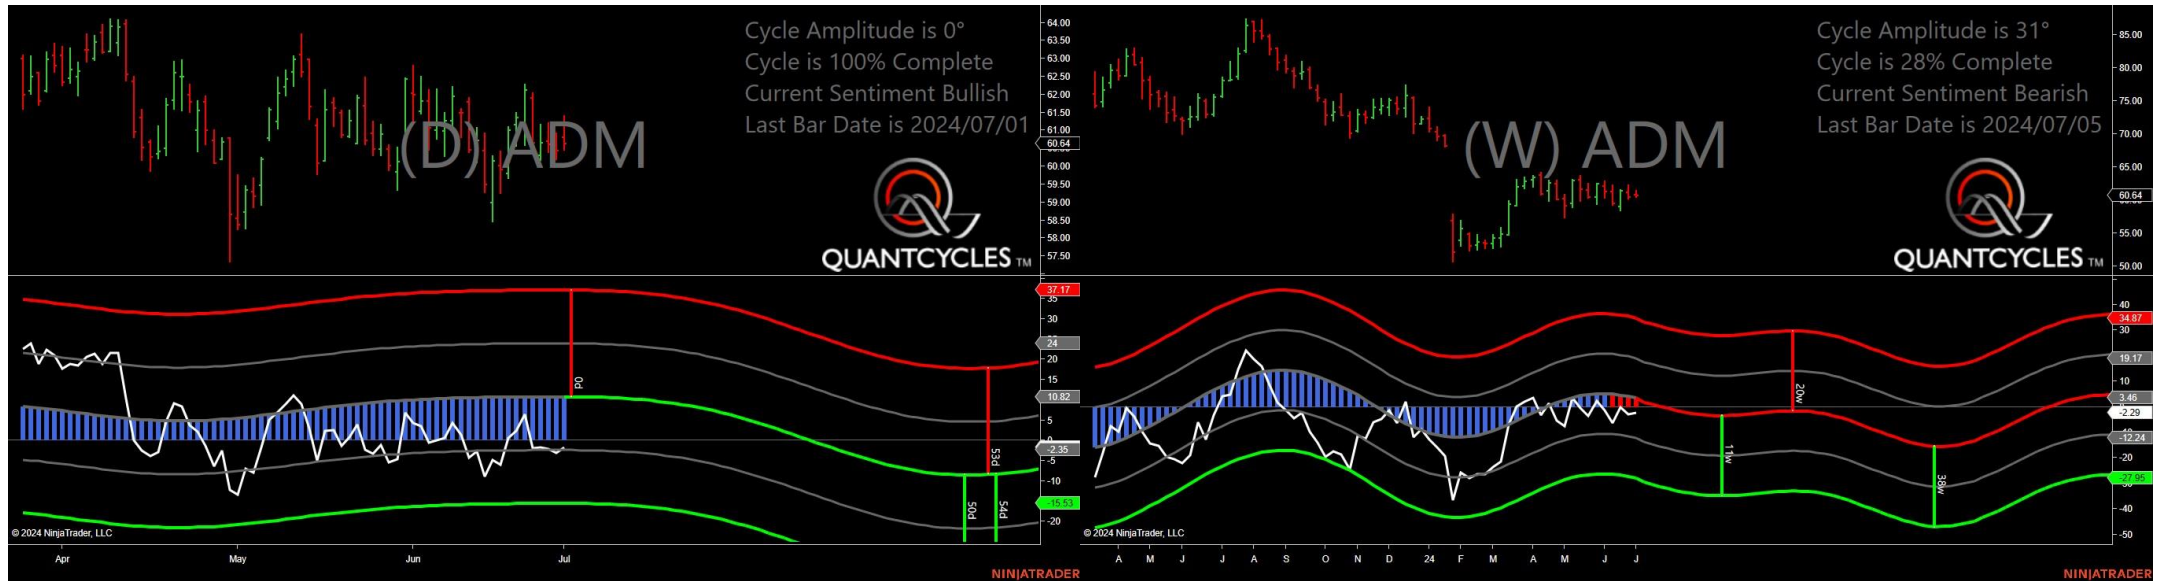 Cycle Amplitude is 0°
Cycle is 100% Complete
Current Sentiment Bullish
Last Bar Date is 2024/07/01
(D) ADM
QUANTCYCLES TM
64.00
63.50
63.00
62.50
62.00
61.50
61.00
60.64
60.00
59.50
59.00
58.50
58.00
57.50
37.17
35
30
24
20
15
10.82
5
0
-2.35
-5
-10
-15.53
-20
0d
53d
50d
54d
© 2024 NinjaTrader, LLC
Apr May Jun Jul
NINJATRADER
Cycle Amplitude is 31°
Cycle is 28% Complete
Current Sentiment Bearish
Last Bar Date is 2024/07/05
(W) ADM
QUANTCYCLES TM
85.00
80.00
75.00
70.00
65.00
60.64
55.00
50.00
40
34.87
30
19.17
10
3.46
-2.29
-12.24
-20
-27.95
-40
-50
20w
11w
38w
© 2024 NinjaTrader, LLC
A M J J A S O N D 24 F M A M J J
NINJATRADER